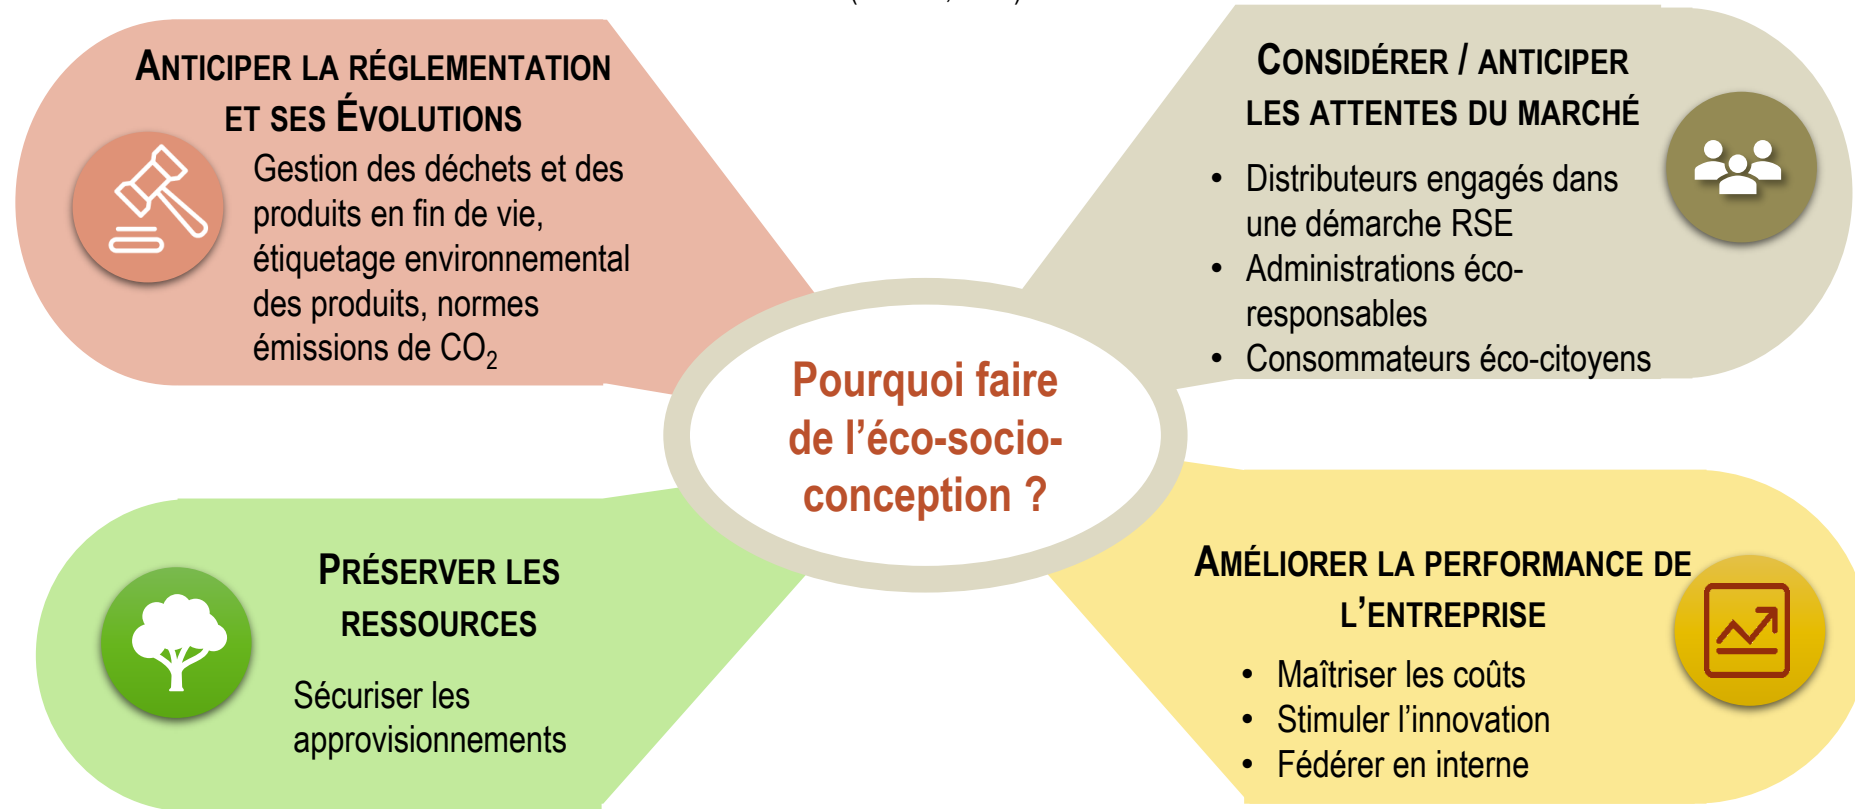 ANTICIPER LA RÉGLEMENTATION
ET SES ÉVOLUTIONS
Gestion des déchets et des
produits en fin de vie,
étiquetage environnemental
des produits, normes
émissions de CO₂
CONSIDÉRER / ANTICIPER
LES ATTENTES DU MARCHÉ
• Distributeurs engagés dans
une démarche RSE
• Administrations éco-
responsables
• Consommateurs éco-citoyens
Pourquoi faire
de l’éco-socio-
conception ?
PRÉSERVER LES
RESSOURCES
Sécuriser les
approvisionnements
AMÉLIORER LA PERFORMANCE DE
L’ENTREPRISE
• Maîtriser les coûts
• Stimuler l’innovation
• Fédérer en interne